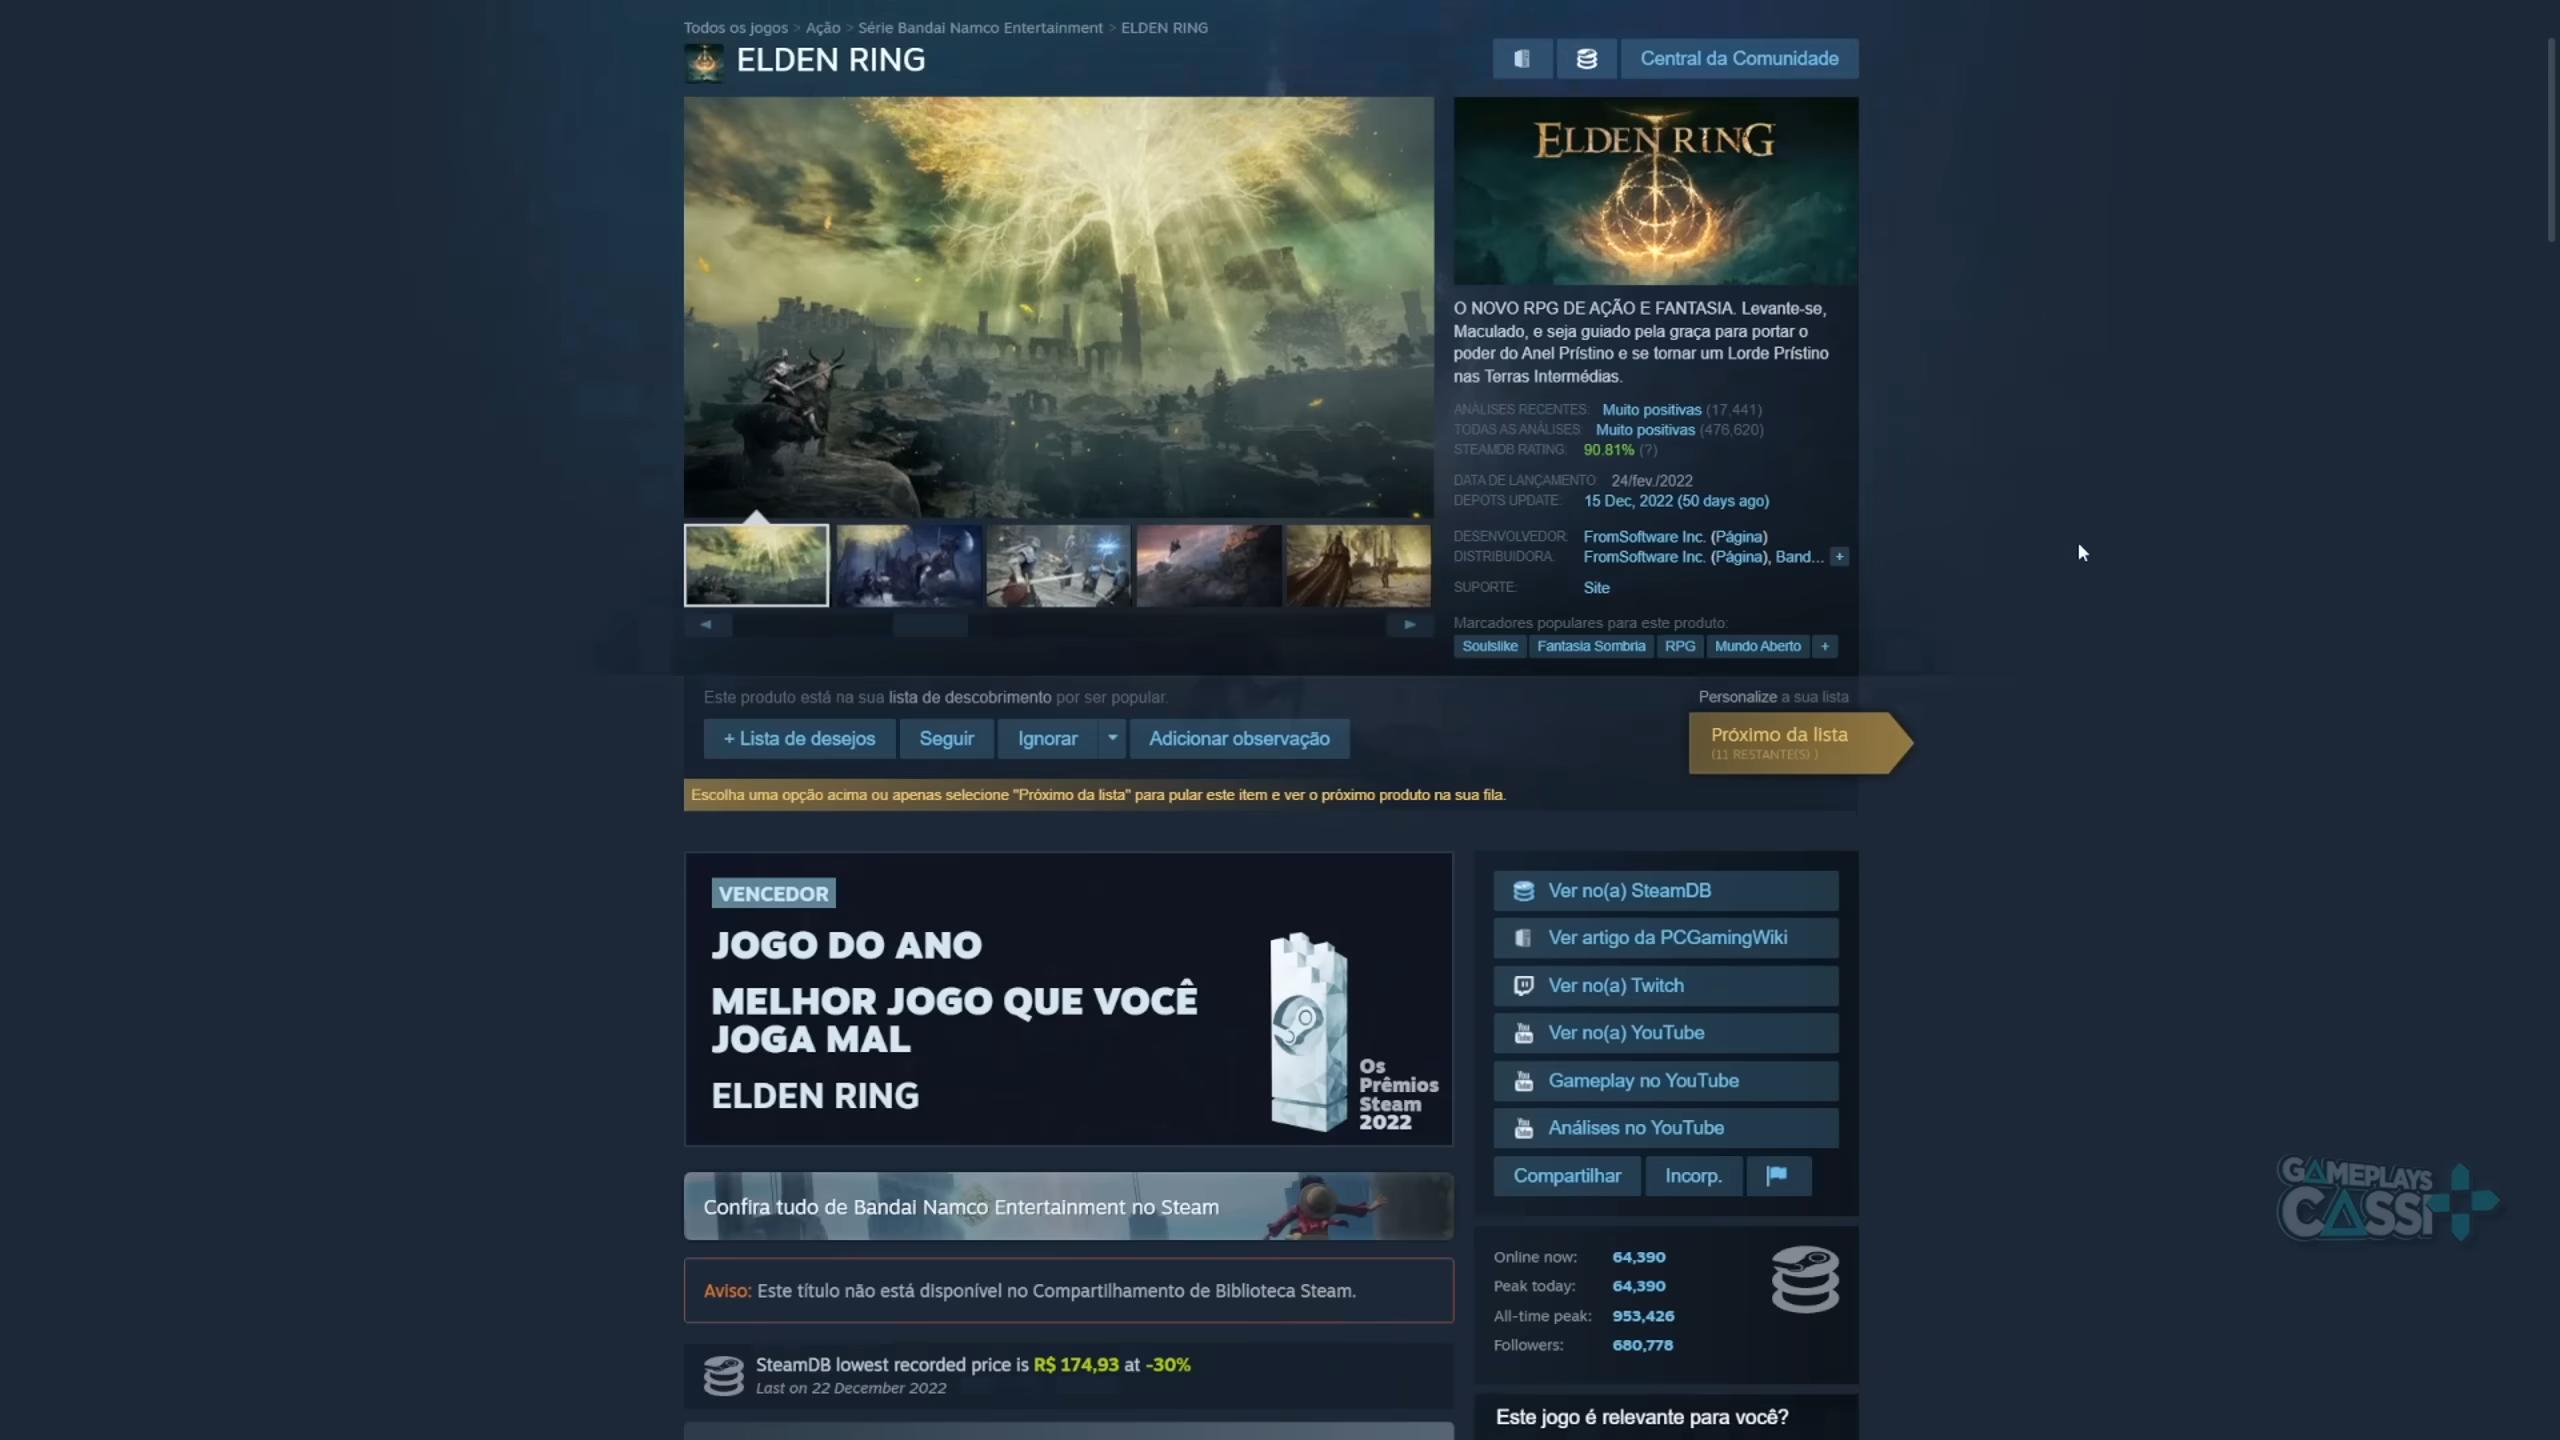 Todos os jogos > Ação > Série Bandai Namco Entertainment > ELDEN RING
ELDEN RING
Central da Comunidade
ELDEN RING
O NOVO RPG DE AÇÃO E FANTASIA. Levante-se,
Maculado, e seja guiado pela graça para portar o
poder do Anel Prístino e se tornar um Lorde Prístino
nas Terras Intermédias.
ANÁLISES RECENTES: Muito positivas (17,441)
TODAS AS ANÁLISES: Muito positivas (476,620)
STEAMDB RATING: 90.81% (?)
DATA DE LANÇAMENTO: 24/fev./2022
DEPOTS UPDATE: 15 Dec, 2022 (50 days ago)
DESENVOLVEDOR: FromSoftware Inc. (Página)
DISTRIBUIDORA: FromSoftware Inc. (Página), Band... +
SUPORTE: Site
Marcadores populares para este produto:
Soulslike Fantasia Sombria RPG Mundo Aberto +
Este produto está na sua lista de descobrimento por ser popular.
Personalize a sua lista
+ Lista de desejos Seguir Ignorar Adicionar observação
Próximo da lista
(11 RESTANTE(S) )
Escolha uma opção acima ou apenas selecione "Próximo da lista" para pular este item e ver o próximo produto na sua fila.
VENCEDOR
JOGO DO ANO
MELHOR JOGO QUE VOCÊ
JOGA MAL
ELDEN RING
Os
Prêmios
Steam
2022
Ver no(a) SteamDB
Ver artigo da PCGamingWiki
Ver no(a) Twitch
Ver no(a) YouTube
Gameplay no YouTube
Análises no YouTube
Compartilhar Incorp.
Confira tudo de Bandai Namco Entertainment no Steam
Aviso: Este título não está disponível no Compartilhamento de Biblioteca Steam.
SteamDB lowest recorded price is R$ 174,93 at -30%
Last on 22 December 2022
Online now: 64,390
Peak today: 64,390
All-time peak: 953,426
Followers: 680,778
Este jogo é relevante para você?
GAMEPLAYS
CASSI